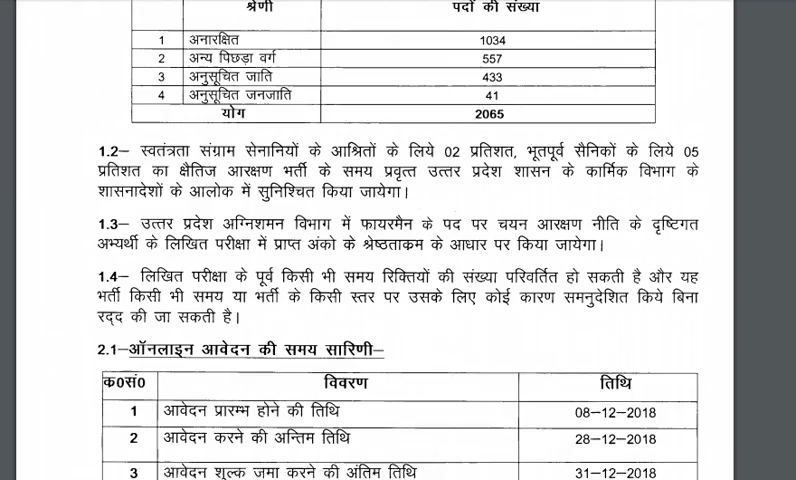 श्रेणी पदों की संख्या
1 अनारक्षित 1034
2 अन्य पिछड़ा वर्ग 557
3 अनुसूचित जाति 433
4 अनुसूचित जनजाति 41
योग 2065
1.2– स्वतंत्रता संग्राम सेनानियों के आश्रितों के लिये 02 प्रतिशत, भूतपूर्व सैनिकों के लिये 05
प्रतिशत का क्षैतिज आरक्षण भर्ती के समय प्रवृत्त उत्तर प्रदेश शासन के कार्मिक विभाग के
शासनादेशों के आलोक में सुनिश्चित किया जायेगा।
1.3– उत्तर प्रदेश अग्निशमन विभाग में फायरमैन के पद पर चयन आरक्षण नीति के दृष्टिगत
अभ्यर्थी के लिखित परीक्षा में प्राप्त अंको के श्रेष्ठताक्रम के आधार पर किया जायेगा।
1.4– लिखित परीक्षा के पूर्व किसी भी समय रिक्तियों की संख्या परिवर्तित हो सकती है और यह
भर्ती किसी भी समय या भर्ती के किसी स्तर पर उसके लिए कोई कारण समनुदेशित किये बिना
रद्द की जा सकती है।
2.1–ऑनलाइन आवेदन की समय सारिणी–
क0सं0 विवरण तिथि
1 आवेदन प्रारम्भ होने की तिथि 08–12–2018
2 आवेदन करने की अन्तिम तिथि 28–12–2018
3 आवेदन शुल्क जमा करने की अंतिम तिथि 31–12–2018